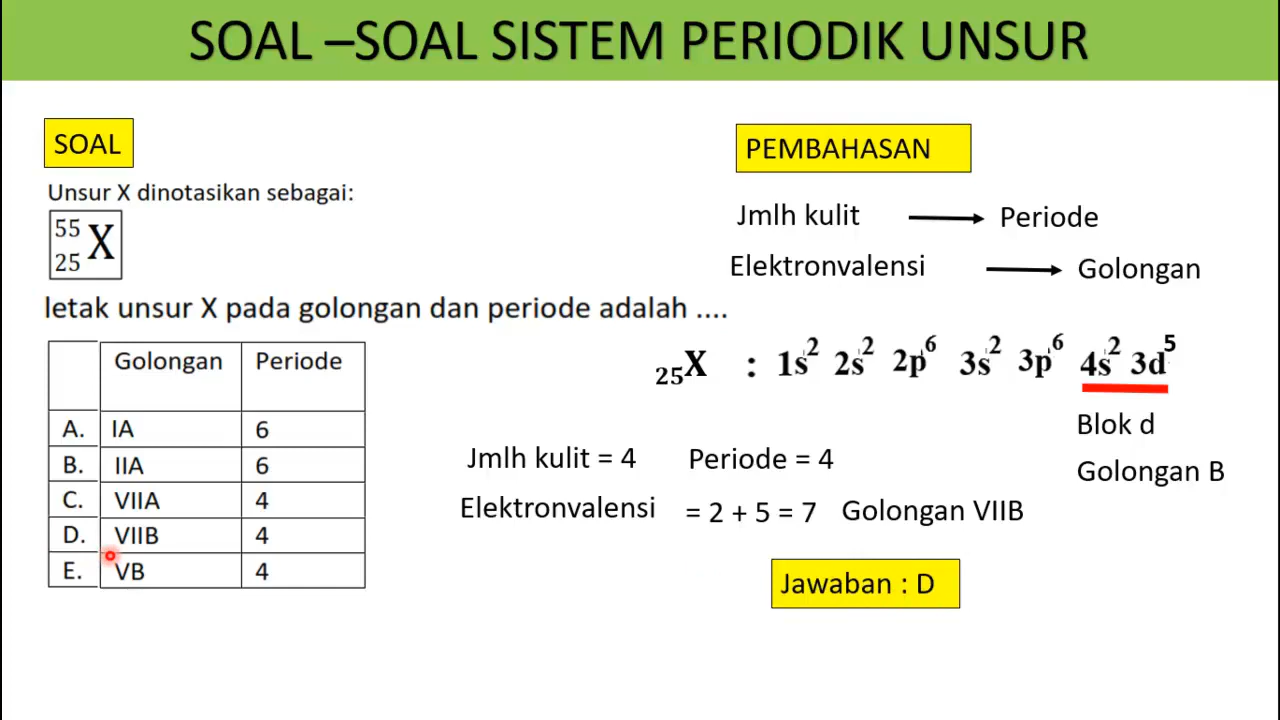 SOAL –SOAL SISTEM PERIODIK UNSUR
SOAL
Unsur X dinotasikan sebagai:
55
25 X
letak unsur X pada golongan dan periode adalah ....
Golongan Periode
A. IA 6
B. IIA 6
C. VIIA 4
D. VIIB 4
E. VB 4
PEMBAHASAN
Jmlh kulit Periode
Elektronvalensi Golongan
₂₅X : 1s² 2s² 2p⁶ 3s² 3p⁶ 4s² 3d⁵
Blok d
Golongan B
Jmlh kulit = 4 Periode = 4
Elektronvalensi = 2 + 5 = 7 Golongan VIIB
Jawaban : D